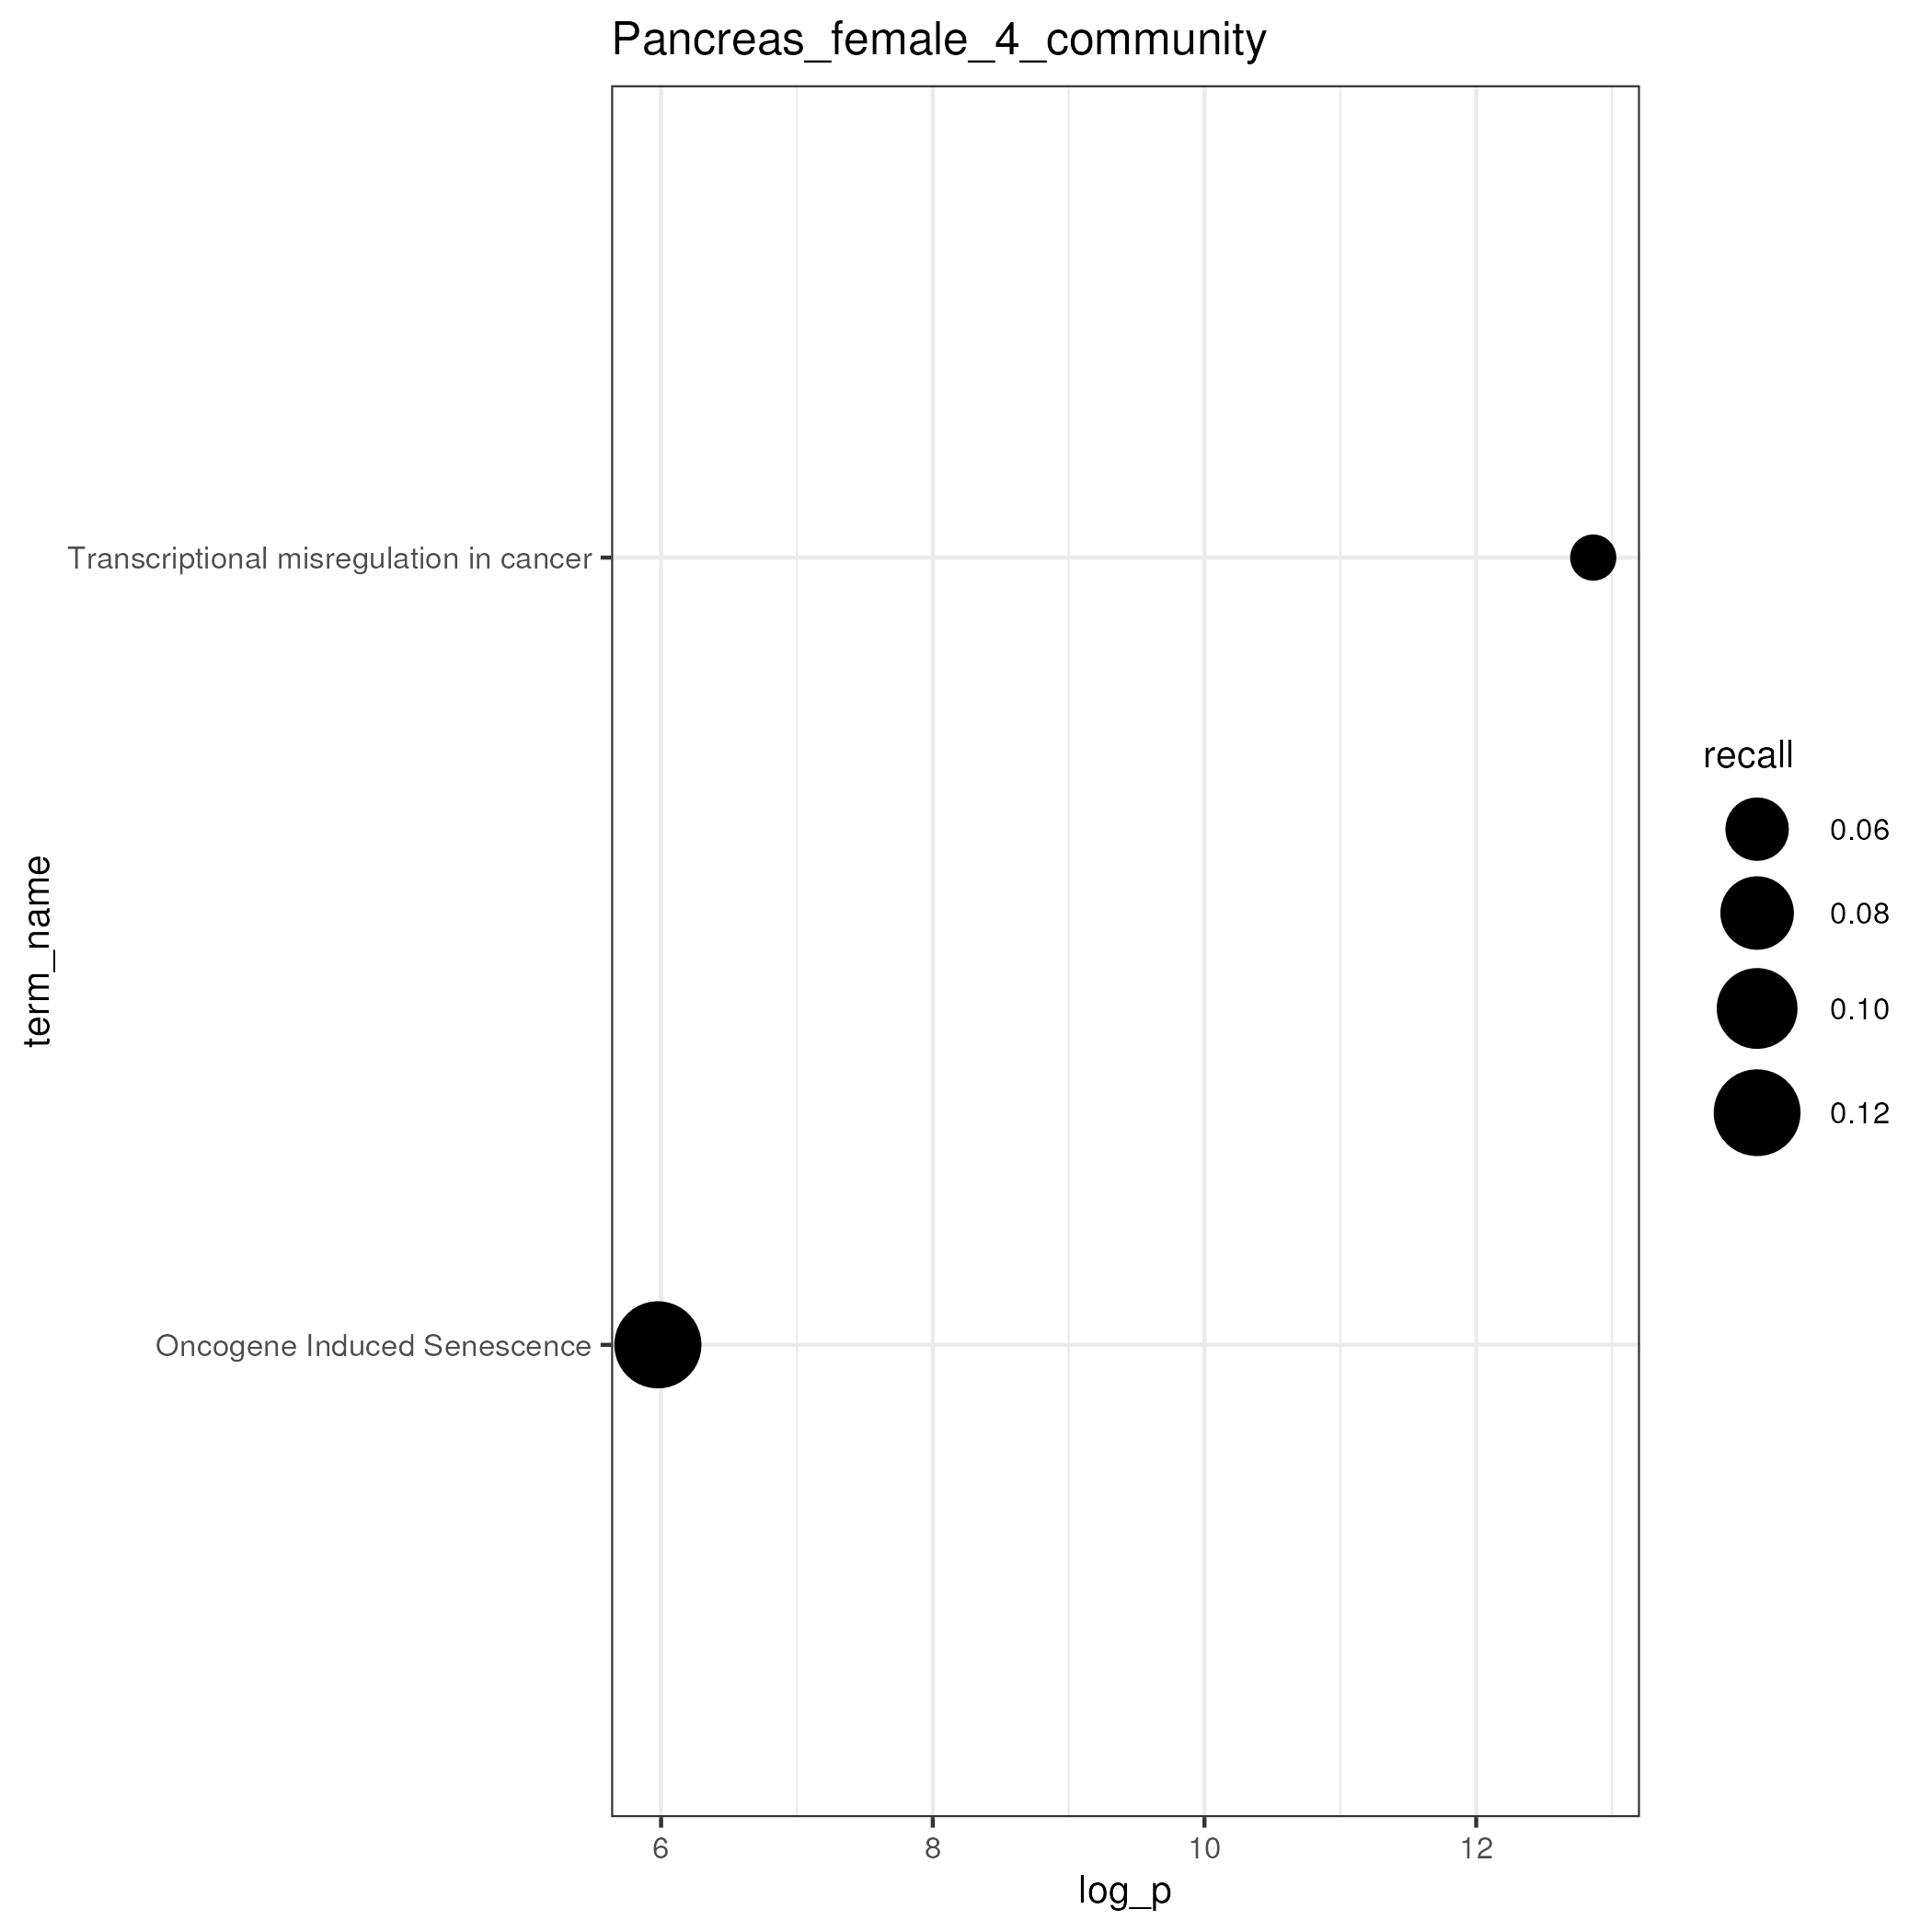 Pancreas_female_4_community
Transcriptional misregulation in cancer
Oncogene Induced Senescence
term_name
6
8
10
12
log_p
recall
0.06
0.08
0.10
0.12